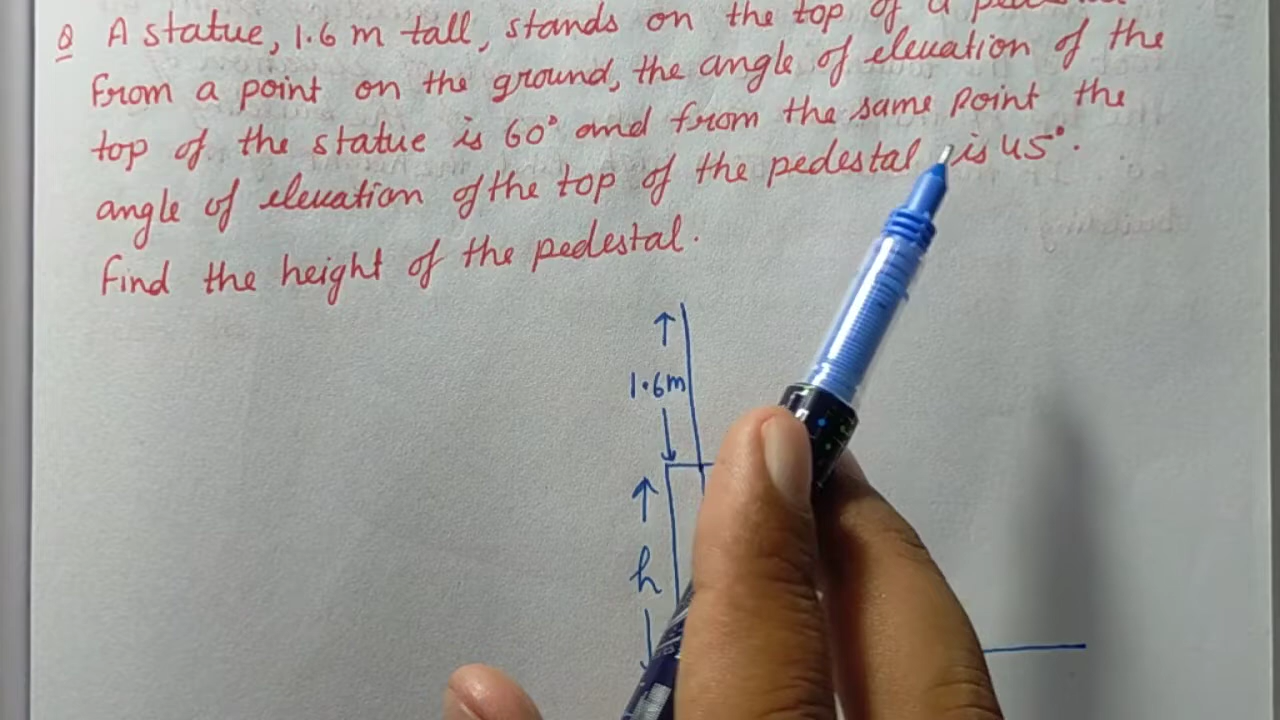 Q A statue, 1.6 m tall, stands on the top of a
from a point on the ground, the angle of elevation of the
top of the statue is 60° and from the same point the
angle of elevation of the top of the pedestal is 45°.
Find the height of the pedestal.
1.6m
h